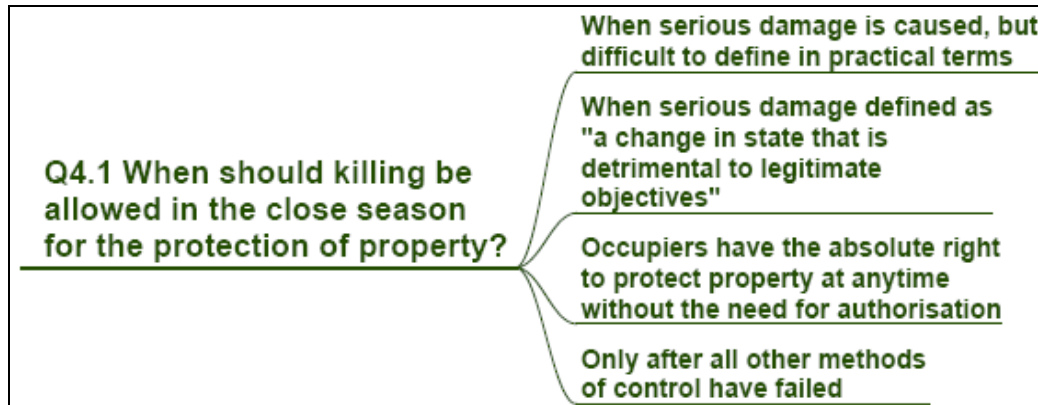 Q4.1 When should killing be
allowed in the close season
for the protection of property?
When serious damage is caused, but
difficult to define in practical terms
When serious damage defined as
"a change in state that is
detrimental to legitimate
objectives"
Occupiers have the absolute right
to protect property at anytime
without the need for authorisation
Only after all other methods
of control have failed